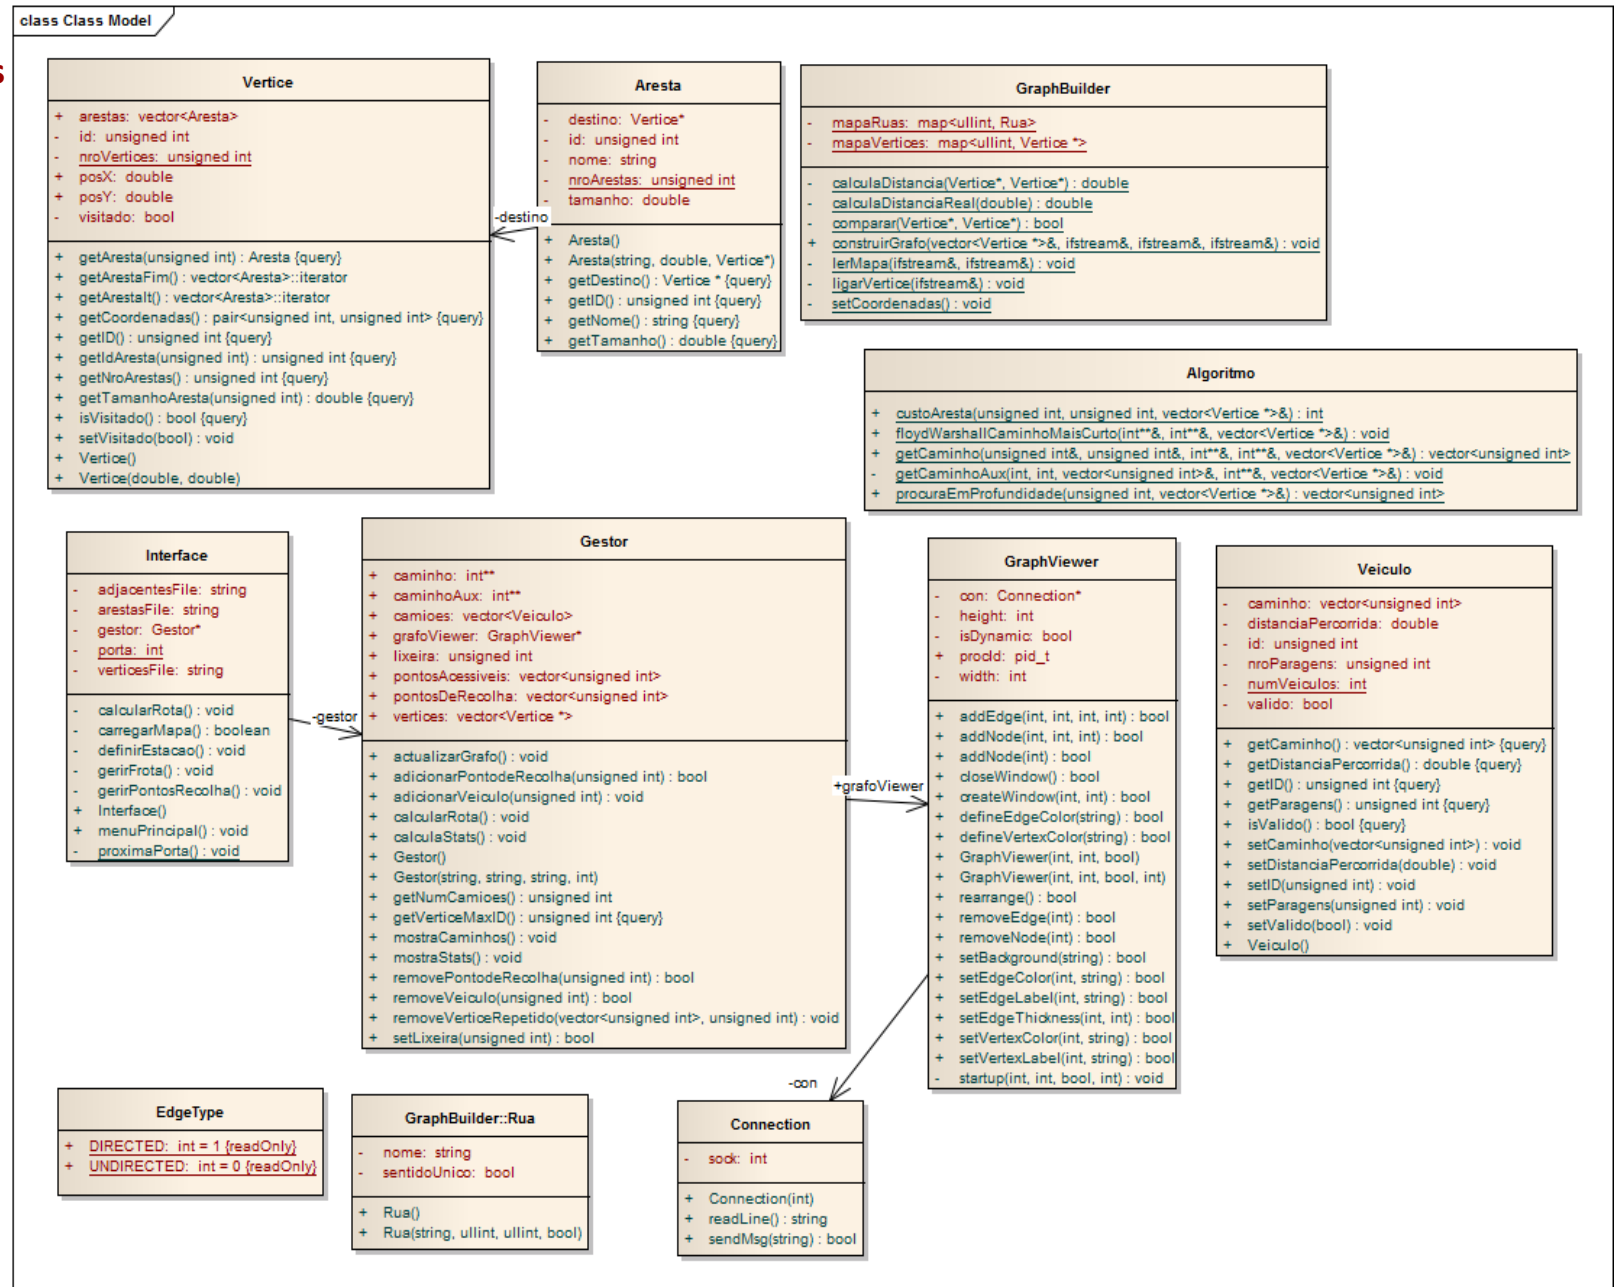 class Class Model
s
Vertice
+ arestas: vector<Aresta>
- id: unsigned int
- nroVertices: unsigned int
+ posX: double
+ posY: double
- visitado: bool
+ getAresta(unsigned int) : Aresta {query}
+ getArestaFim() : vector<Aresta>::iterator
+ getArestaIt() : vector<Aresta>::iterator
+ getCoordenadas() : pair<unsigned int, unsigned int> {query}
+ getID() : unsigned int {query}
+ getIdAresta(unsigned int) : unsigned int {query}
+ getNroArestas() : unsigned int {query}
+ getTamanhoAresta(unsigned int) : double {query}
+ isVisitado() : bool {query}
+ setVisitado(bool) : void
+ Vertice()
+ Vertice(double, double)
-destino
Aresta
- destino: Vertice*
- id: unsigned int
- nome: string
- nroArestas: unsigned int
- tamanho: double
+ Aresta()
+ Aresta(string, double, Vertice*)
+ getDestino() : Vertice * {query}
+ getID() : unsigned int {query}
+ getNome() : string {query}
+ getTamanho() : double {query}
GraphBuilder
- mapaRuas: map<ullint, Rua>
- mapaVertices: map<ullint, Vertice *>
- calculaDistancia(Vertice*, Vertice*) : double
- calculaDistanciaReal(double) : double
- comparar(Vertice*, Vertice*) : bool
+ construirGrafo(vector<Vertice *>&, ifstream&, ifstream&, ifstream&) : void
- lerMapa(ifstream&, ifstream&) : void
- ligarVertice(ifstream&) : void
- setCoordenadas() : void
Algoritmo
+ custoAresta(unsigned int, unsigned int, vector<Vertice *>&) : int
+ floydWarshallCaminhoMaisCurto(int**&, int**&, vector<Vertice *>&) : void
+ getCaminho(unsigned int&, unsigned int&, int**&, int**&, vector<Vertice *>&) : vector<unsigned int>
- getCaminhoAux(int, int, vector<unsigned int>&, int**&, vector<Vertice *>&) : void
+ procuraEmProfundidade(unsigned int, vector<Vertice *>&) : vector<unsigned int>
Interface
- adjacentesFile: string
- arestasFile: string
- gestor: Gestor*
- porta: int
- verticesFile: string
- calcularRota() : void
- carregarMapa() : boolean
- definirEstacao() : void
- gerirFrota() : void
- gerirPontosRecolha() : void
+ Interface()
+ menuPrincipal() : void
- proximaPorta() : void
-gestor
Gestor
+ caminho: int**
+ caminhoAux: int**
+ camioes: vector<Veiculo>
+ grafoViewer: GraphViewer*
+ lixeira: unsigned int
+ pontosAcessiveis: vector<unsigned int>
+ pontosDeRecolha: vector<unsigned int>
+ vertices: vector<Vertice *>
+ actualizarGrafo() : void
+ adicionarPontodeRecolha(unsigned int) : bool
+ adicionarVeiculo(unsigned int) : void
+ calcularRota() : void
+ calculaStats() : void
+ Gestor()
+ Gestor(string, string, string, int)
+ getNumCamioes() : unsigned int
+ getVerticeMaxID() : unsigned int {query}
+ mostraCaminhos() : void
+ mostraStats() : void
+ removePontodeRecolha(unsigned int) : bool
+ removeVeiculo(unsigned int) : bool
+ removeVerticeRepetido(vector<unsigned int>, unsigned int) : void
+ setLixeira(unsigned int) : bool
+grafoViewer
GraphViewer
- con: Connection*
- height: int
- isDynamic: bool
+ procId: pid_t
- width: int
+ addEdge(int, int, int, int) : bool
+ addNode(int, int, int) : bool
+ addNode(int) : bool
+ closeWindow() : bool
+ createWindow(int, int) : bool
+ defineEdgeColor(string) : bool
+ defineVertexColor(string) : bool
+ GraphViewer(int, int, bool)
+ GraphViewer(int, int, bool, int)
+ rearrange() : bool
+ removeEdge(int) : bool
+ removeNode(int) : bool
+ setBackground(string) : bool
+ setEdgeColor(int, string) : bool
+ setEdgeLabel(int, string) : bool
+ setEdgeThickness(int, int) : bool
+ setVertexColor(int, string) : bool
+ setVertexLabel(int, string) : bool
- startup(int, int, bool, int) : void
Veiculo
- caminho: vector<unsigned int>
- distanciaPercorrida: double
- id: unsigned int
- nroParagens: unsigned int
- numVeiculos: int
- valido: bool
+ getCaminho() : vector<unsigned int> {query}
+ getDistanciaPercorrida() : double {query}
+ getID() : unsigned int {query}
+ getParagens() : unsigned int {query}
+ isValido() : bool {query}
+ setCaminho(vector<unsigned int>) : void
+ setDistanciaPercorrida(double) : void
+ setID(unsigned int) : void
+ setParagens(unsigned int) : void
+ setValido(bool) : void
+ Veiculo()
-con
EdgeType
+ DIRECTED: int = 1 {readOnly}
+ UNDIRECTED: int = 0 {readOnly}
GraphBuilder::Rua
- nome: string
- sentidoUnico: bool
+ Rua()
+ Rua(string, ullint, ullint, bool)
Connection
- sock: int
+ Connection(int)
+ readLine() : string
+ sendMsg(string) : bool